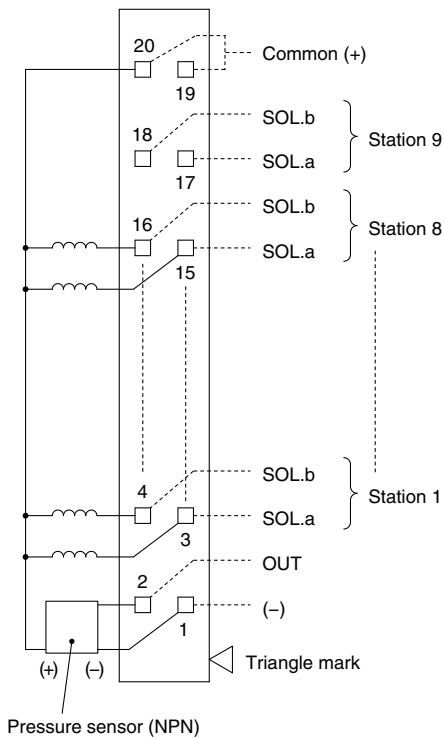 20
Common (+)
19
18
SOL.b
Station 9
SOL.a
17
16
SOL.b
Station 8
SOL.a
15
4
SOL.b
Station 1
SOL.a
3
2
OUT
(–)
1
(+)
(–)
Triangle mark
Pressure sensor (NPN)